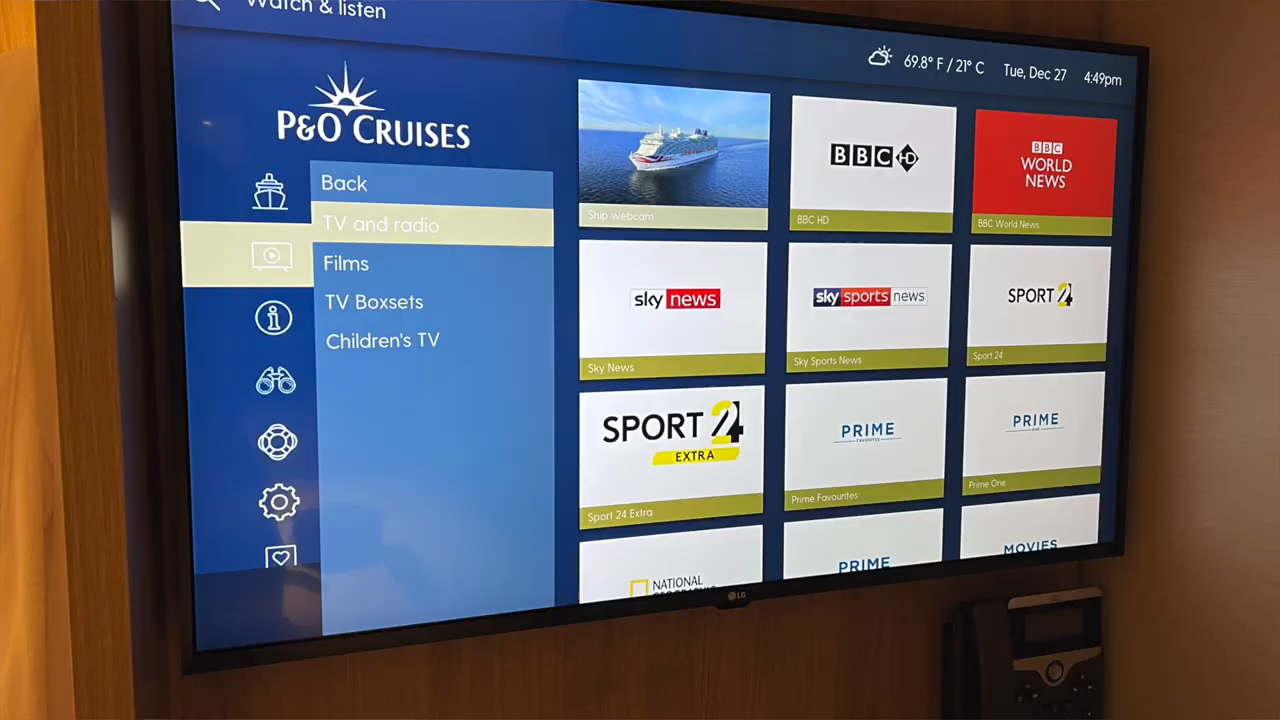 Watch & listen
69.8° F / 21° C
Tue, Dec 27
4:49pm
P&O CRUISES
Back
TV and radio
Films
TV Boxsets
Children's TV
Ship webcam
BBC HD
BBC HD
BBC
WORLD
NEWS
BBC World News
sky news
Sky News
sky sports news
Sky Sports News
SPORT 24
Sport 24
SPORT 24
EXTRA
Sport 24 Extra
PRIME
FAVOURITES
Prime Favourites
PRIME
ONE
Prime One
NATIONAL
PRIME
MOVIES
LG